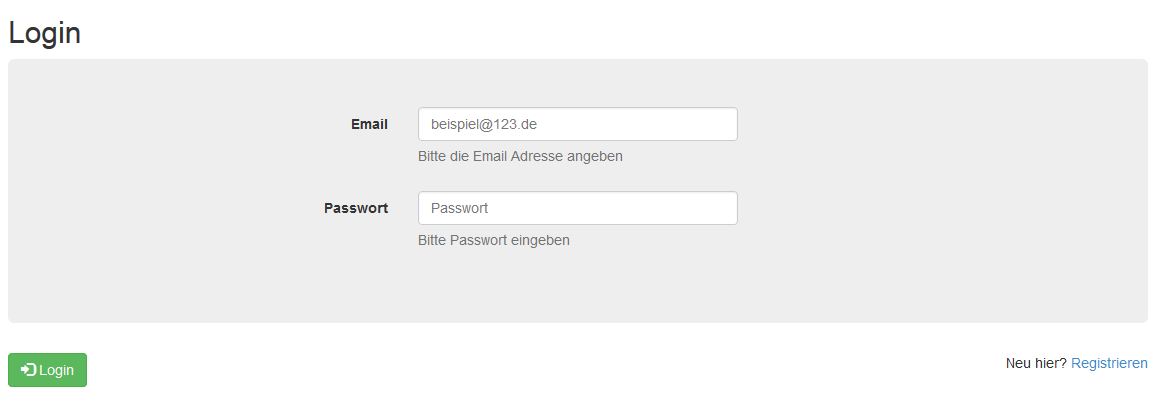 Login
Email
beispiel@123.de
Bitte die Email Adresse angeben
Passwort
Passwort
Bitte Passwort eingeben
Login
Neu hier? Registrieren